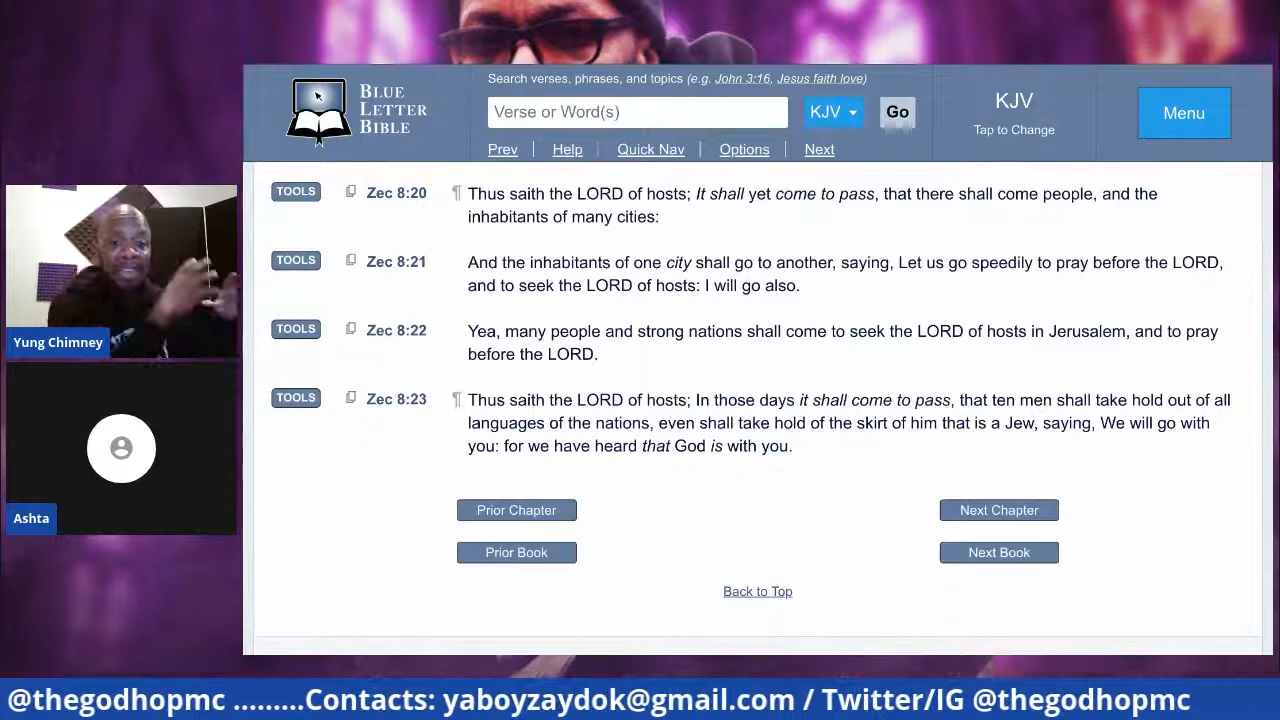 Search verses, phrases, and topics (e.g. John 3:16, Jesus faith love)
BLUE
LETTER
BIBLE
Verse or Word(s)
KJV
Go
KJV
Tap to Change
Menu
Prev
Help
Quick Nav
Options
Next
TOOLS
Zec 8:20
¶ Thus saith the LORD of hosts; It shall yet come to pass, that there shall come people, and the
inhabitants of many cities:
TOOLS
Zec 8:21
And the inhabitants of one city shall go to another, saying, Let us go speedily to pray before the LORD,
and to seek the LORD of hosts: I will go also.
TOOLS
Zec 8:22
Yea, many people and strong nations shall come to seek the LORD of hosts in Jerusalem, and to pray
before the LORD.
TOOLS
Zec 8:23
¶ Thus saith the LORD of hosts; In those days it shall come to pass, that ten men shall take hold out of all
languages of the nations, even shall take hold of the skirt of him that is a Jew, saying, We will go with
you: for we have heard that God is with you.
Prior Chapter
Next Chapter
Prior Book
Next Book
Back to Top
Yung Chimney
Ashta
@thegodhopmc .........Contacts: yaboyzaydok@gmail.com / Twitter/IG @thegodhopmc